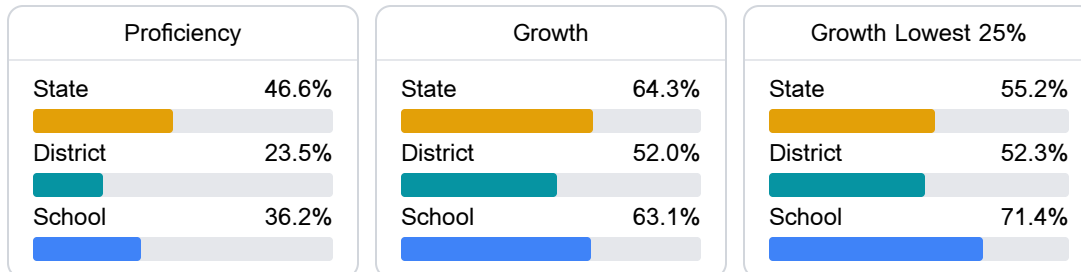 Proficiency
State 46.6%
District 23.5%
School 36.2%
Growth
State 64.3%
District 52.0%
School 63.1%
Growth Lowest 25%
State 55.2%
District 52.3%
School 71.4%